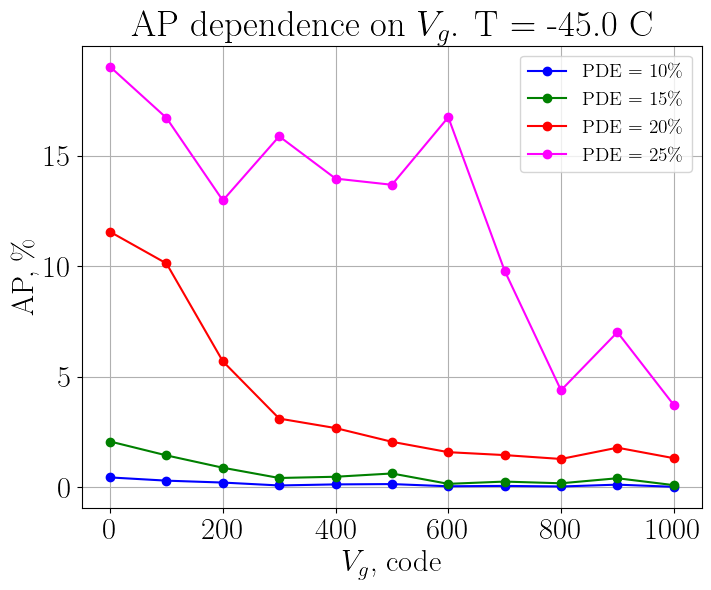 AP dependence on V_g. T = -45.0 C
PDE = 10%
PDE = 15%
PDE = 20%
PDE = 25%
AP, %
15
10
5
0
0 200 400 600 800 1000
V_g, code